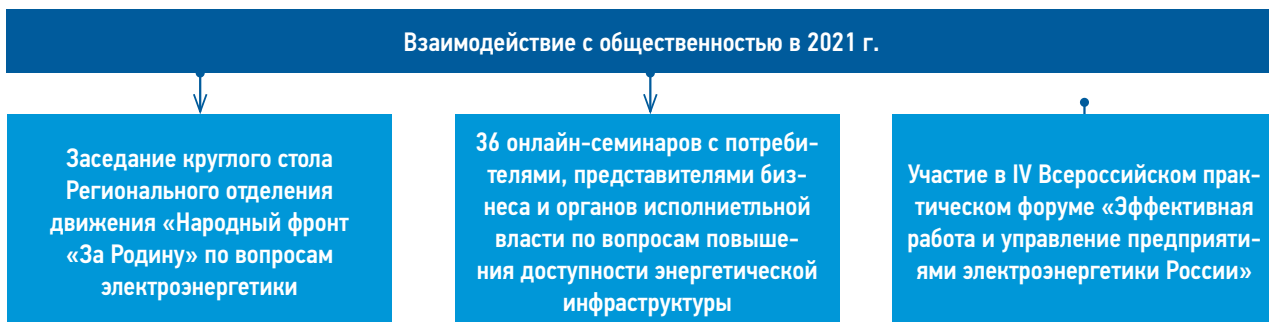 Взаимодействие с общественностью в 2021 г.
Заседание круглого стола
Регионального отделения
движения «Народный фронт
«За Родину» по вопросам
электроэнергетики
36 онлайн-семинаров с потреби-
телями, представителями биз-
неса и органов исполниетльной
власти по вопросам повыше-
ния доступности энергетической
инфраструктуры
Участие в IV Всероссийском прак-
тическом форуме «Эффективная
работа и управление предприяти-
ями электроэнергетики России»